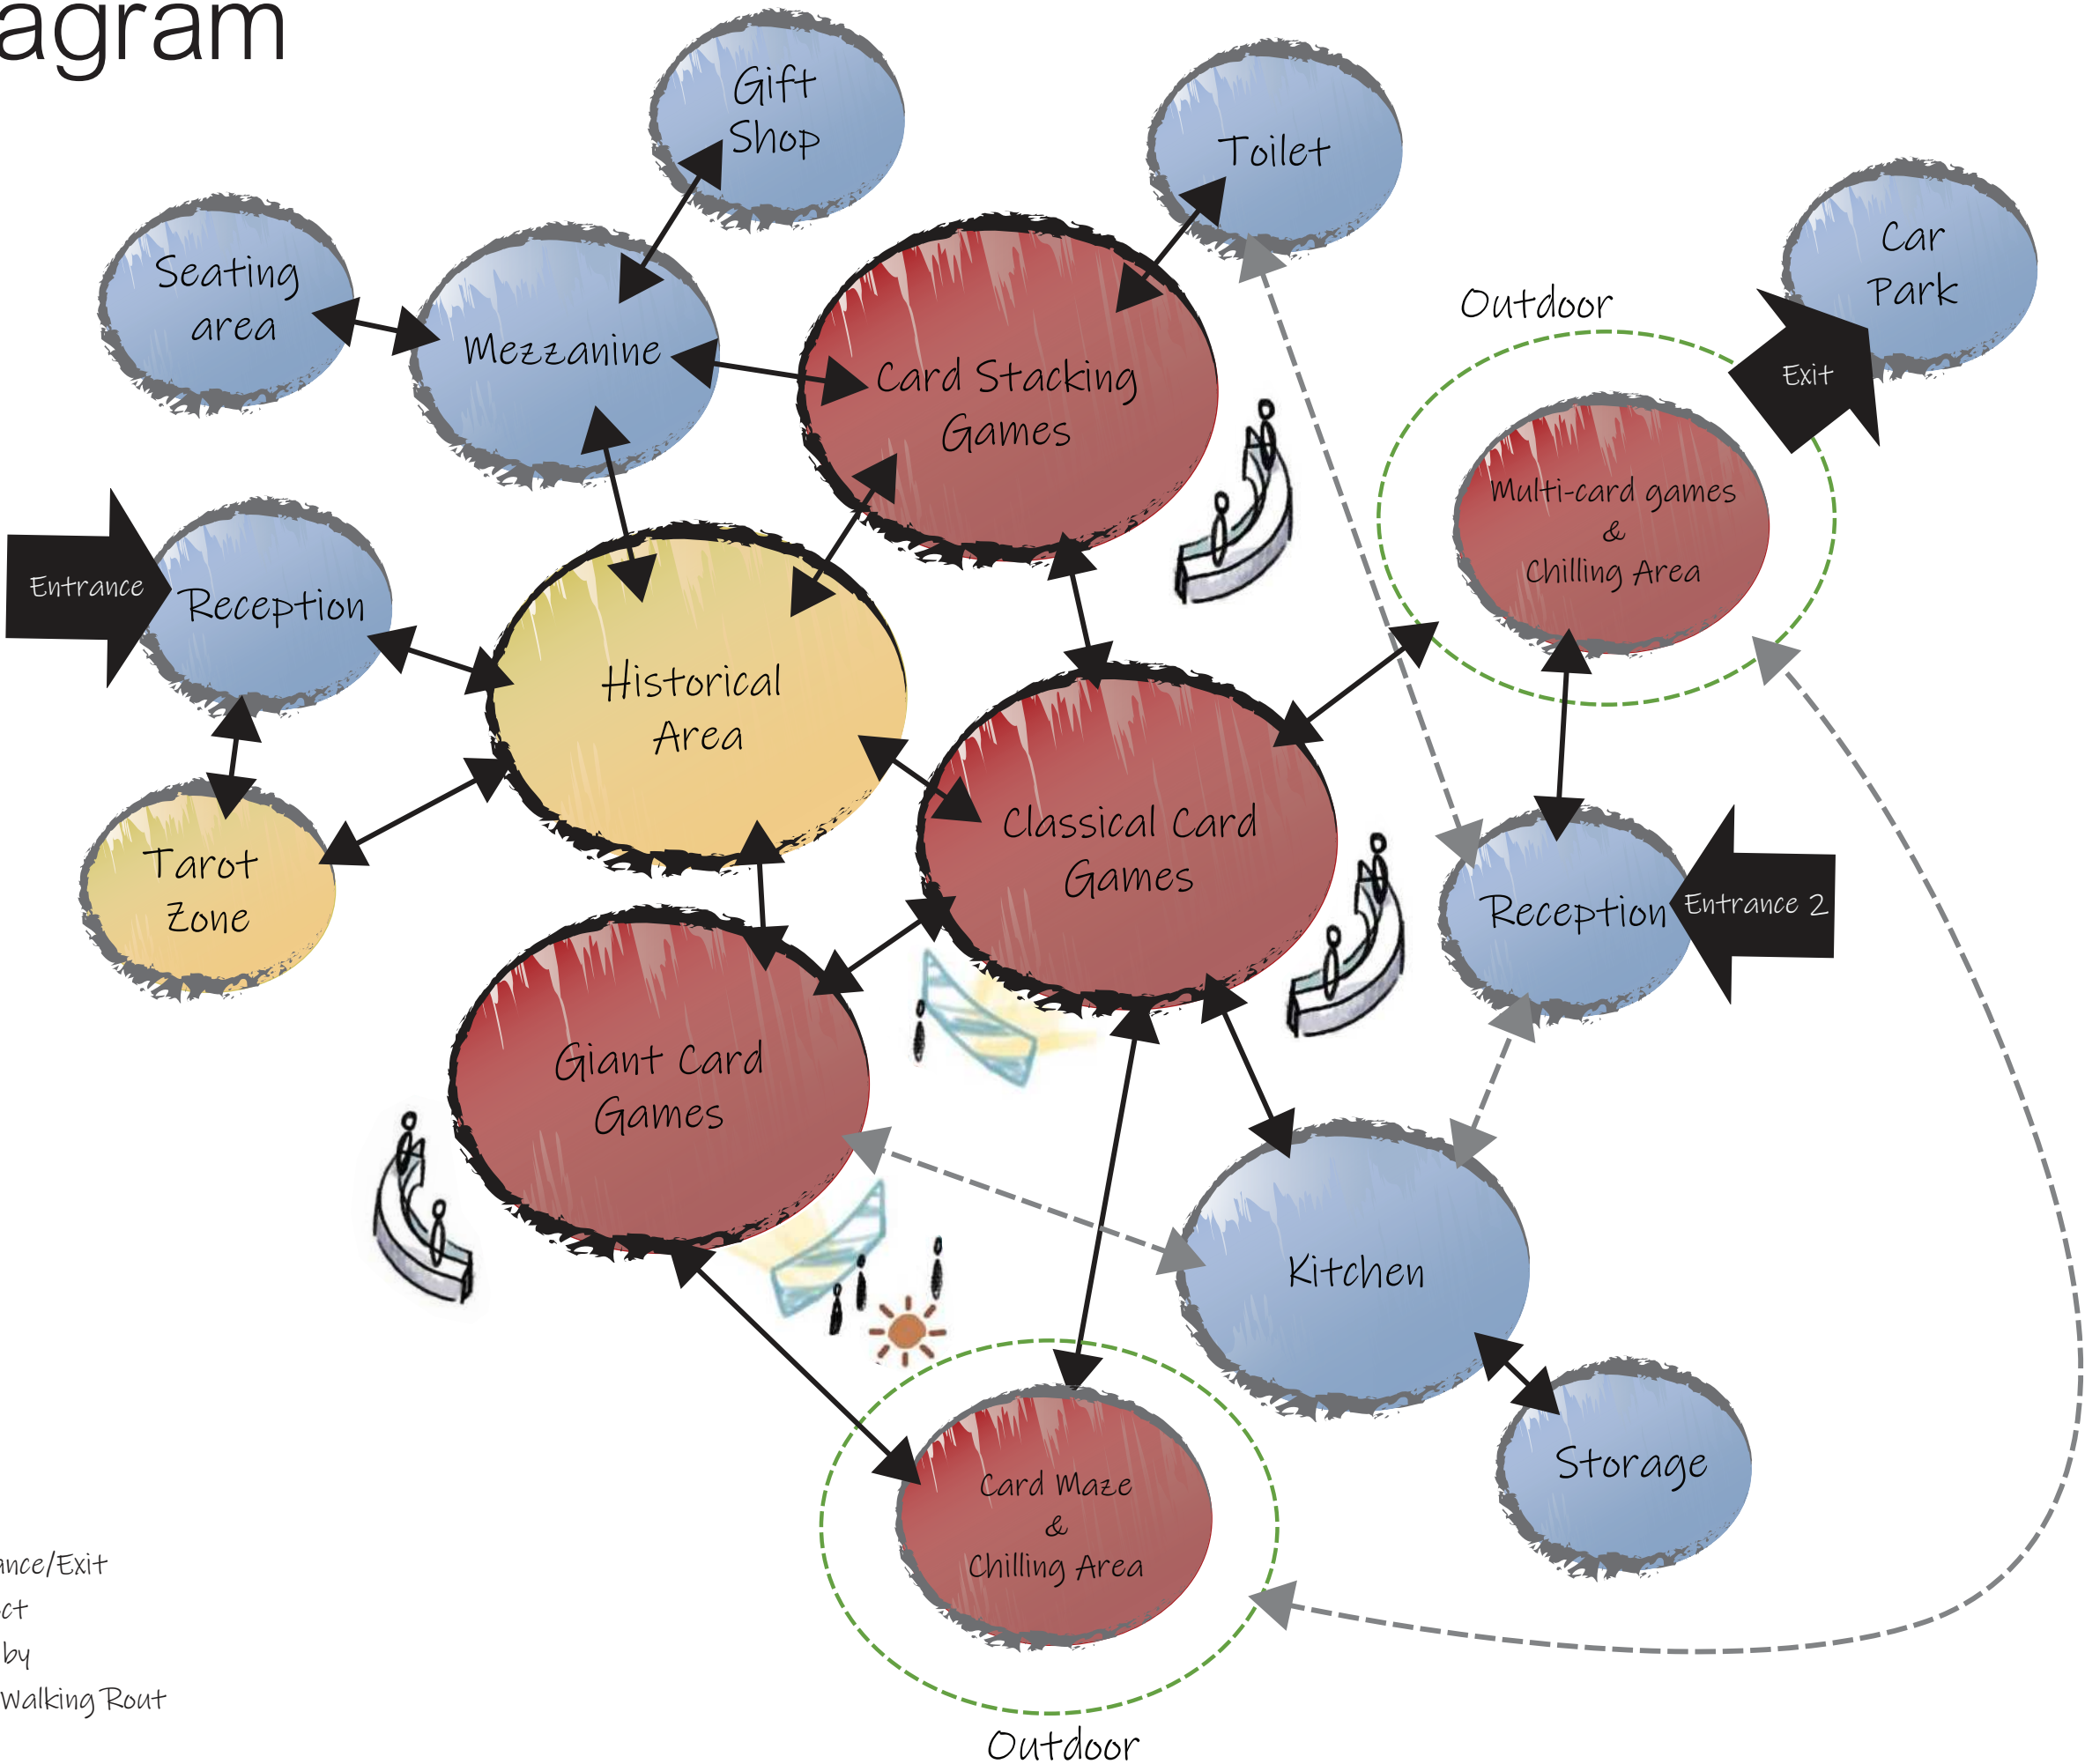 agram
Gift
Shop
Toilet
Seating
area
Mezzanine
Card Stacking
Games
Outdoor
Car
Park
Exit
Multi-card games
&
Chilling Area
Entrance
Reception
Historical
Area
Classical Card
Games
Tarot
Zone
Reception
Entrance 2
Giant Card
Games
Kitchen
Storage
Card Maze
&
Chilling Area
Outdoor
ance/Exit
ct
by
Walking Rout